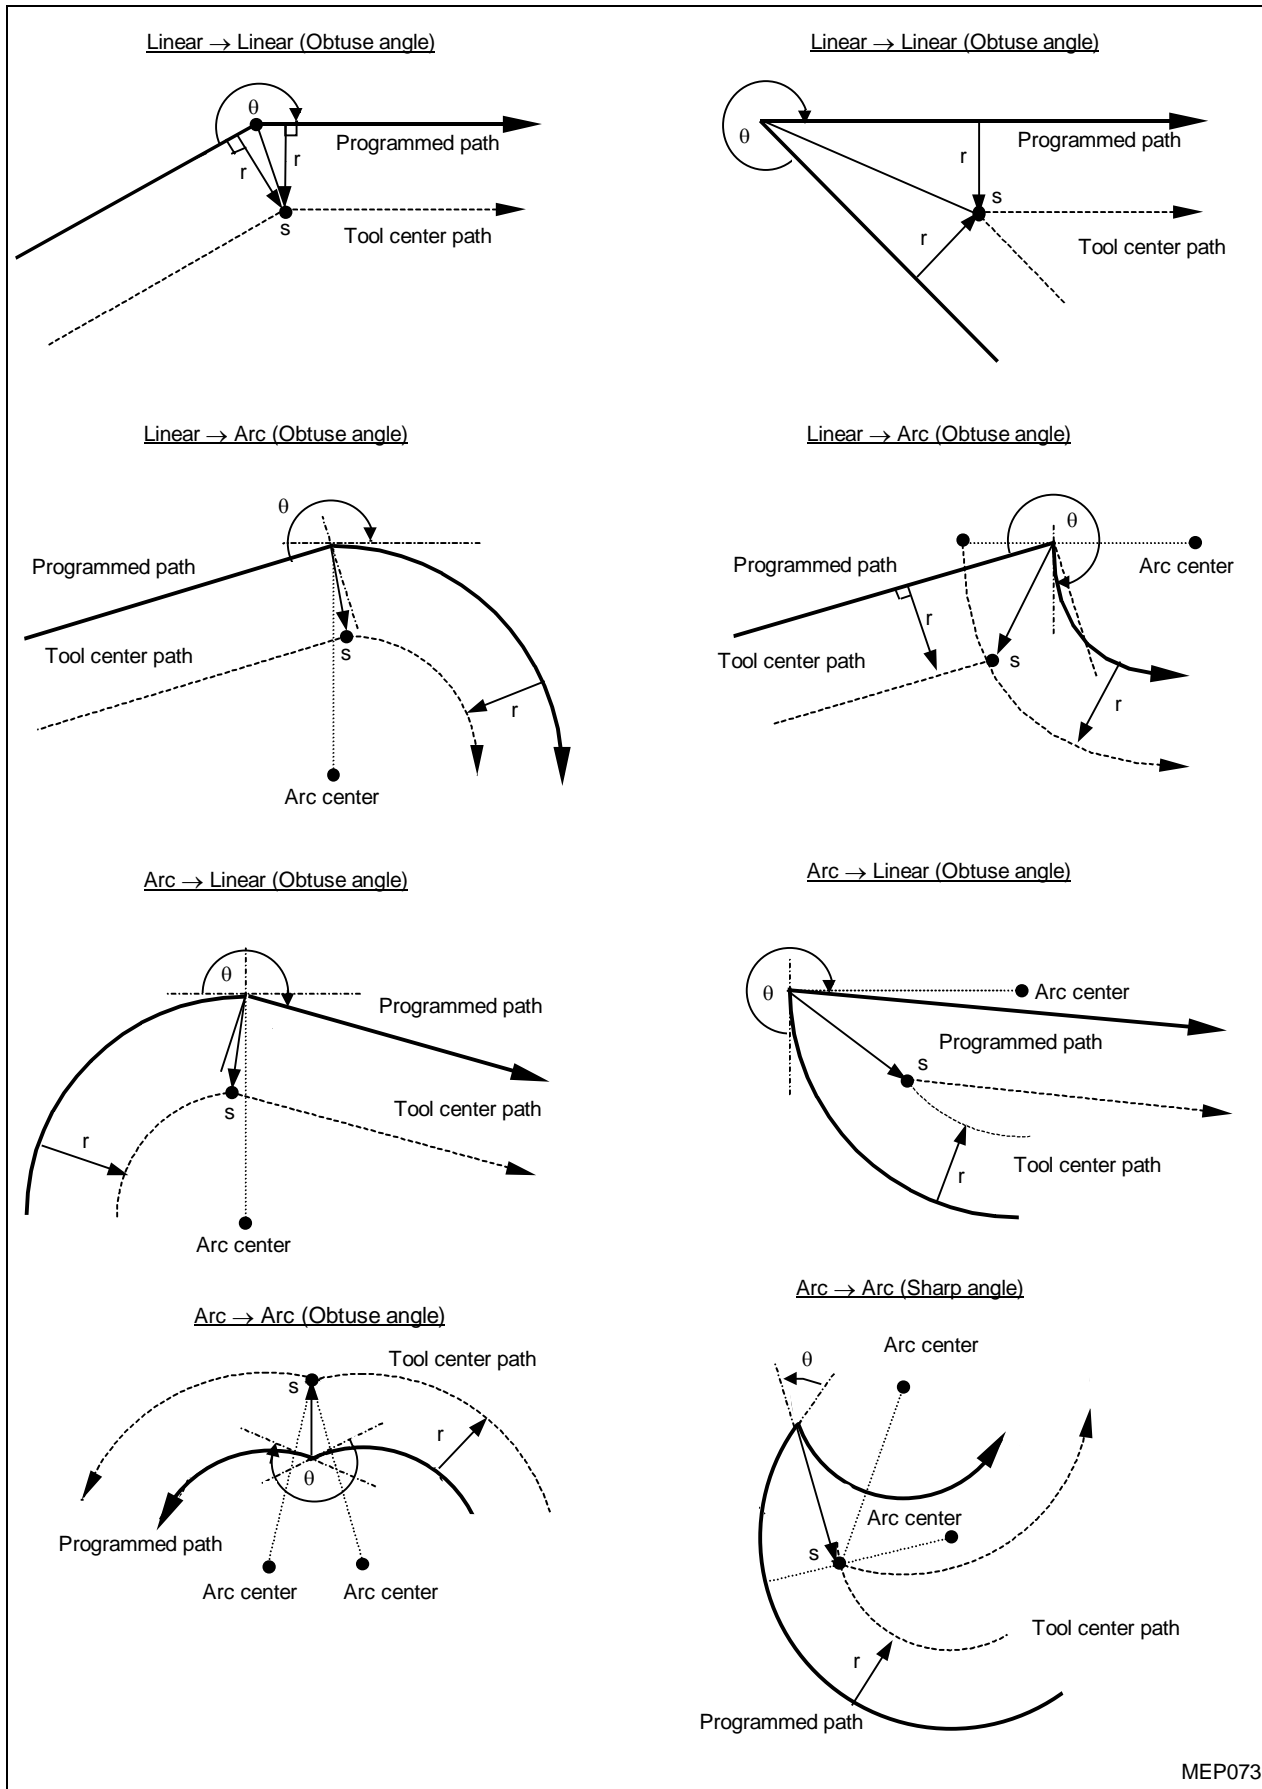 Linear → Linear (Obtuse angle)
θ
Programmed path
r
r
s
Tool center path
Linear → Linear (Obtuse angle)
θ
Programmed path
r
s
r
Tool center path
Linear → Arc (Obtuse angle)
θ
Programmed path
Tool center path
s
r
Arc center
Linear → Arc (Obtuse angle)
θ
Programmed path
Arc center
r
Tool center path
s
r
Arc → Linear (Obtuse angle)
θ
Programmed path
s
Tool center path
r
Arc center
Arc → Linear (Obtuse angle)
θ
Arc center
Programmed path
s
Tool center path
r
Arc → Arc (Obtuse angle)
Tool center path
s
r
θ
Programmed path
Arc center
Arc center
Arc → Arc (Sharp angle)
Arc center
θ
Arc center
s
Tool center path
r
Programmed path
MEP073